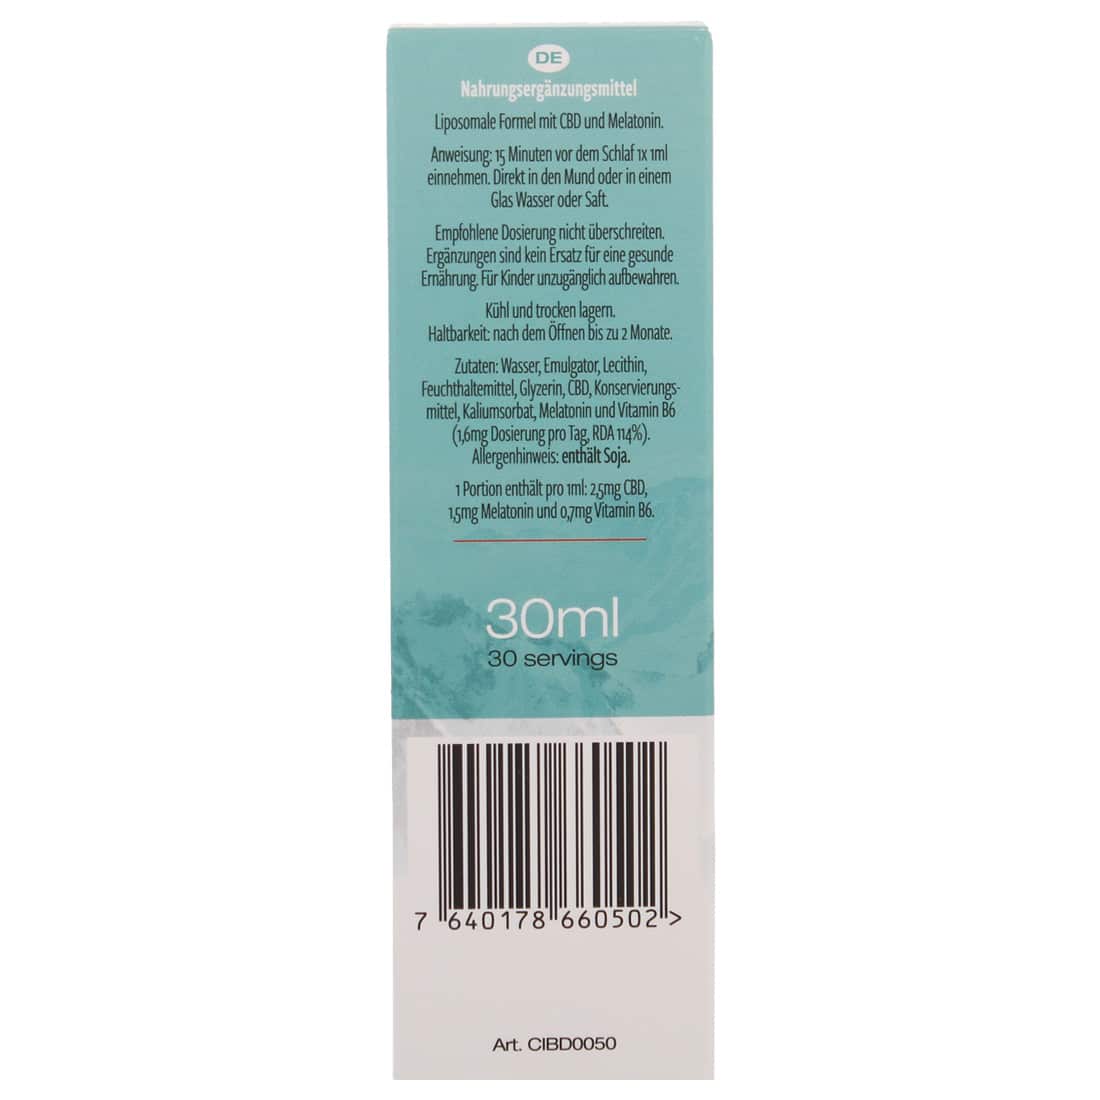 DE
Nahrungsergänzungsmittel
Liposomale Formel mit CBD und Melatonin.
Anweisung: 15 Minuten vor dem Schlaf 1x 1ml
einnehmen. Direkt in den Mund oder in einem
Glas Wasser oder Saft.
Empfohlene Dosierung nicht überschreiten.
Ergänzungen sind kein Ersatz für eine gesunde
Ernährung. Für Kinder unzugänglich aufbewahren.
Kühl und trocken lagern.
Haltbarkeit: nach dem Öffnen bis zu 2 Monate.
Zutaten: Wasser, Emulgator, Lecithin,
Feuchthaltemittel, Glyzerin, CBD, Konservierungs-
mittel, Kaliumsorbat, Melatonin und Vitamin B6
(1,6mg Dosierung pro Tag, RDA 114%).
Allergenhinweis: enthält Soja.
1 Portion enthält pro 1ml: 2,5mg CBD,
1,5mg Melatonin und 0,7mg Vitamin B6.
30ml
30 servings
7 640178 660502 >
Art. CIBD0050